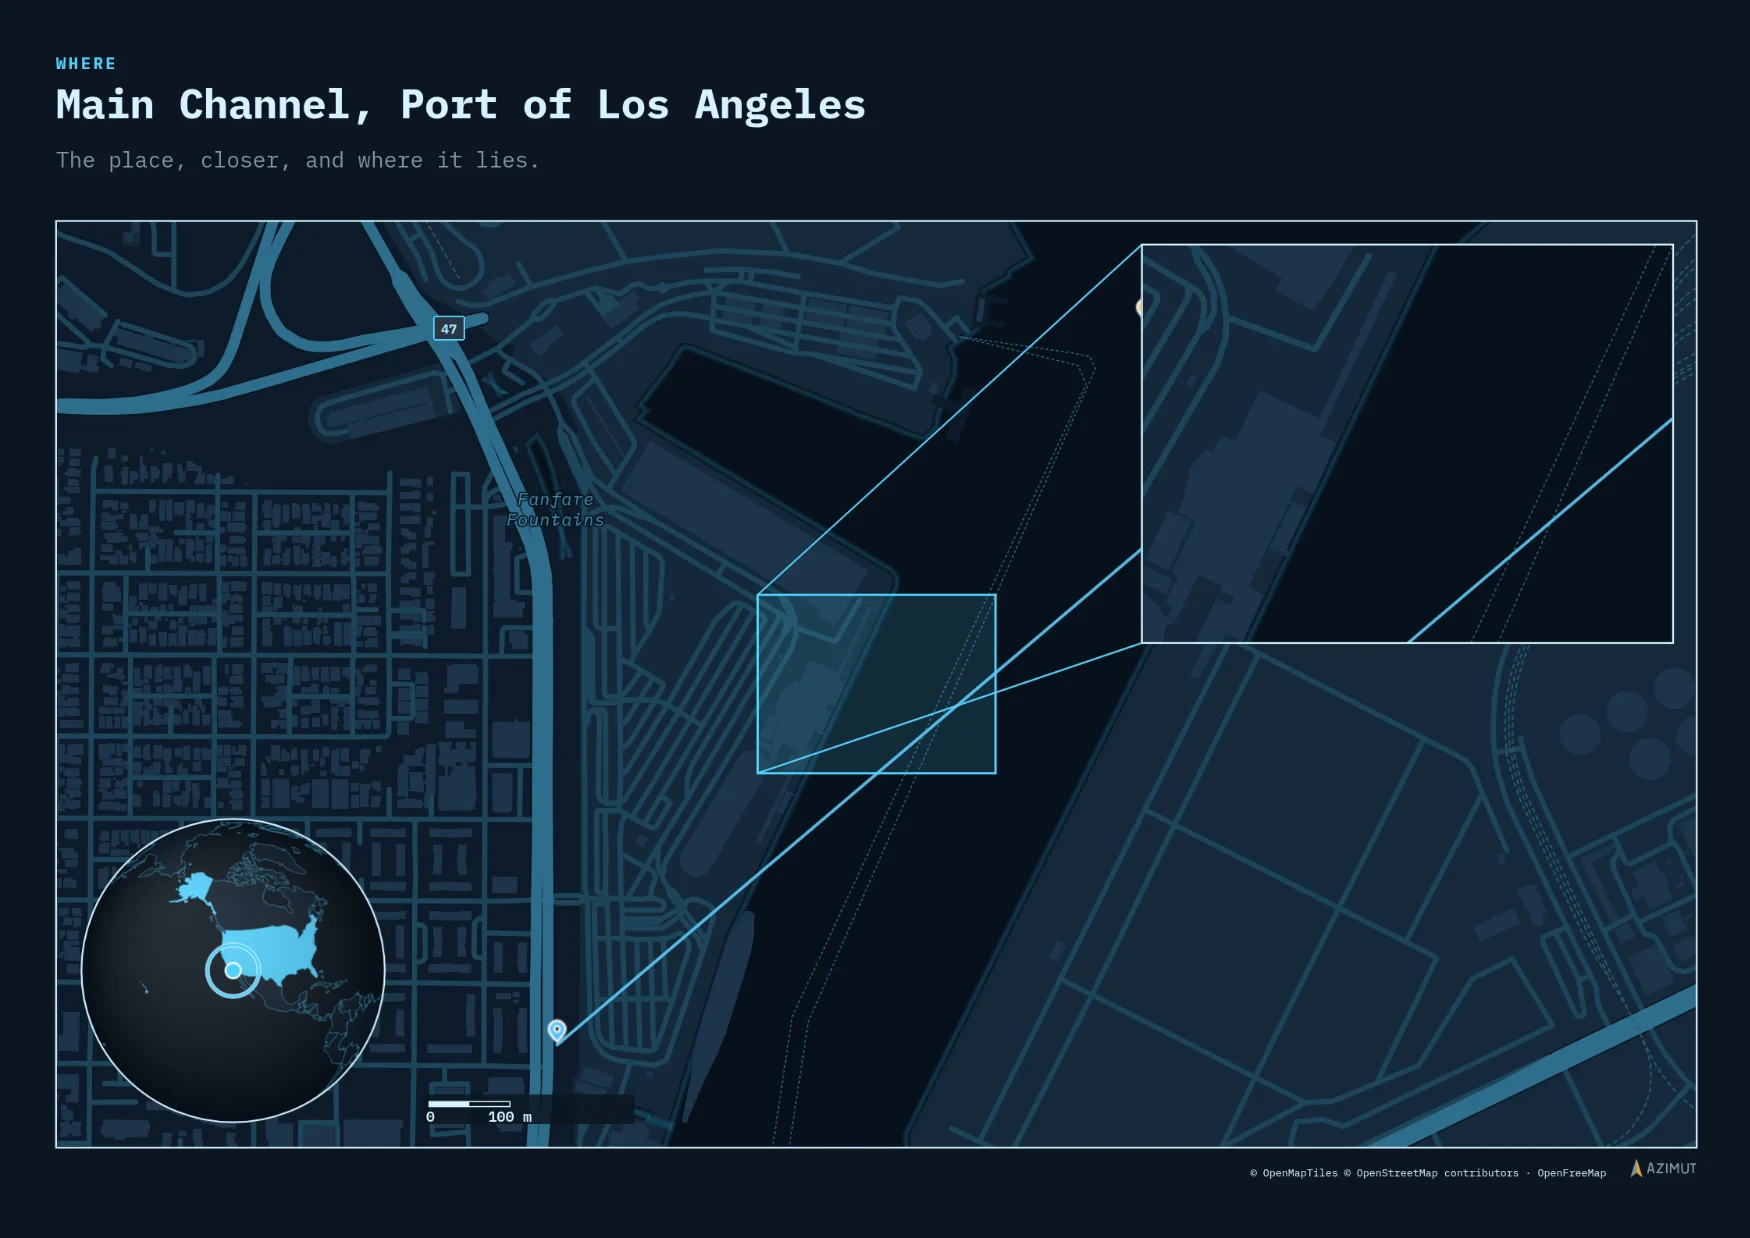 WHERE
Main Channel, Port of Los Angeles
The place, closer, and where it lies.
47
Fanfare
Fountains
0 100 m
© OpenMapTiles © OpenStreetMap contributors · OpenFreeMap
AZIMUT